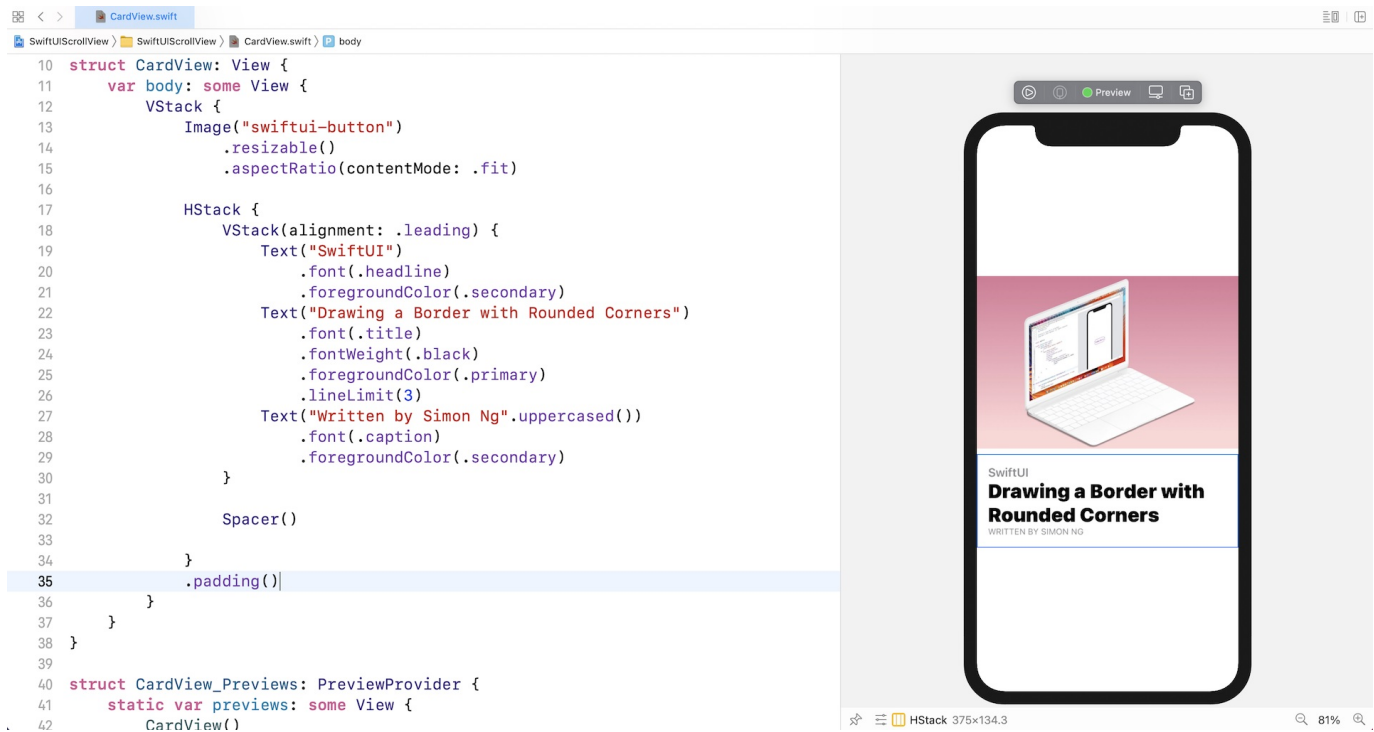 CardView.swift
SwiftUIScrollView 〉 SwiftUIScrollView 〉 CardView.swift 〉 P body
10 struct CardView: View {
11     var body: some View {
12         VStack {
13             Image("swiftui-button")
14                 .resizable()
15                 .aspectRatio(contentMode: .fit)
16
17             HStack {
18                 VStack(alignment: .leading) {
19                     Text("SwiftUI")
20                         .font(.headline)
21                         .foregroundColor(.secondary)
22                     Text("Drawing a Border with Rounded Corners")
23                         .font(.title)
24                         .fontWeight(.black)
25                         .foregroundColor(.primary)
26                         .lineLimit(3)
27                     Text("Written by Simon Ng".uppercased())
28                         .font(.caption)
29                         .foregroundColor(.secondary)
30                 }
31
32                 Spacer()
33
34             }
35             .padding()
36         }
37     }
38 }
39
40 struct CardView_Previews: PreviewProvider {
41     static var previews: some View {
42         CardView()
Preview
SwiftUI
Drawing a Border with
Rounded Corners
WRITTEN BY SIMON NG
HStack 375×134.3
81%